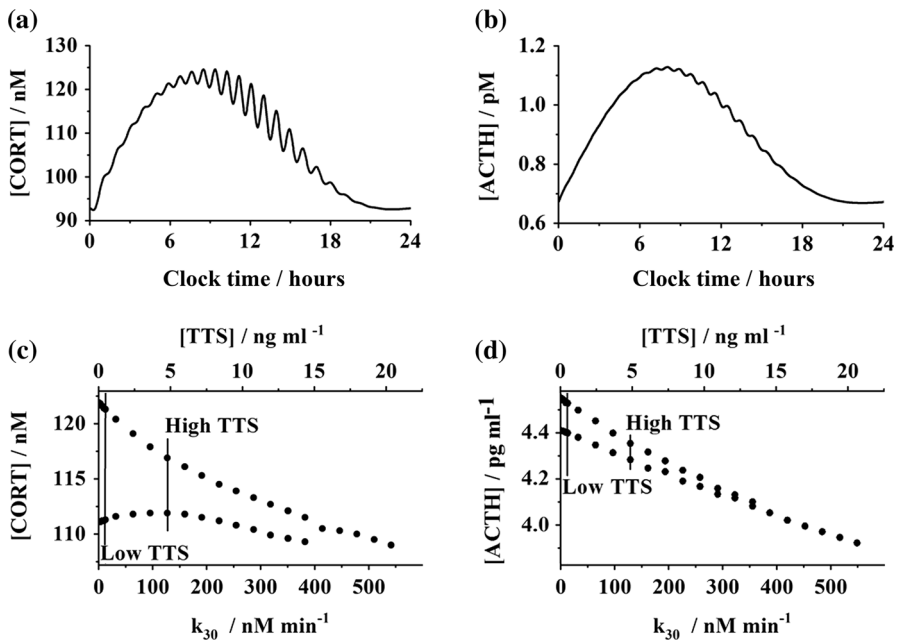 (a)
[CORT] / nM
130
120
110
100
90
0 6 12 18 24
Clock time / hours
(b)
[ACTH] / pM
1.2
1.0
0.8
0.6
0 6 12 18 24
Clock time / hours
(c)
[TTS] / ng ml -1
0 5 10 15 20
[CORT] / nM
120
115
110
High TTS
Low TTS
0 100 200 300 400 500
k30 / nM min-1
(d)
[TTS] / ng ml -1
0 5 10 15 20
[ACTH] / pg ml-1
4.4
4.2
4.0
High TTS
Low TTS
0 100 200 300 400 500
k30 / nM min-1